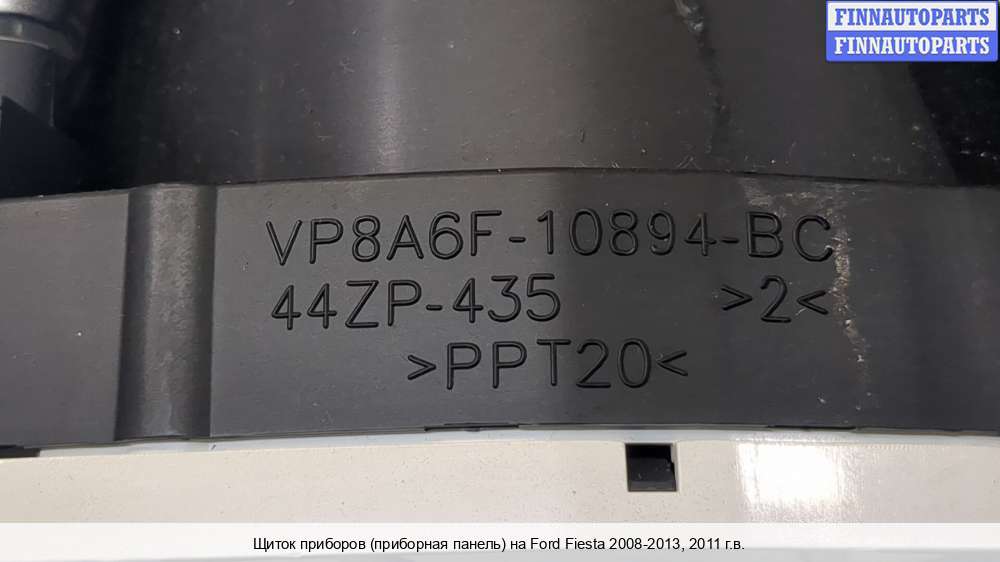 FINNAUTOPARTS
FINNAUTOPARTS
VP8A6F-10894-BC
44ZP-435 >2<
>PPT20<
Щиток приборов (приборная панель) на Ford Fiesta 2008-2013, 2011 г.в.